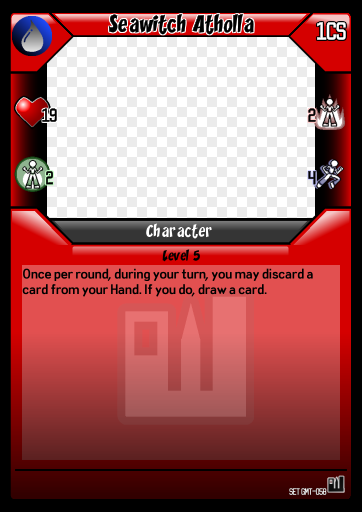 Seawitch Atholla
1CS
19
2
2
4
Character
Level 5
Once per round, during your turn, you may discard a
card from your Hand. If you do, draw a card.
SET GMT-058